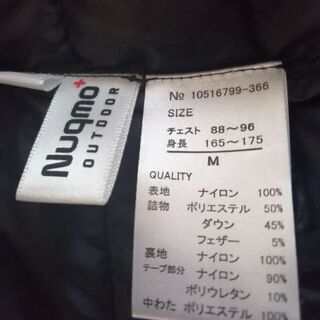 Nuqmo+
OUTDOOR
No 10516799-366
SIZE
チェスト 88～96
身長 165～175
M
QUALITY
表地 ナイロン 100%
詰物 ポリエステル 50%
ダウン 45%
フェザー 5%
裏地 ナイロン 100%
テープ部分 ナイロン 90%
ポリウレタン 10%
中わた ポリエステル 100%